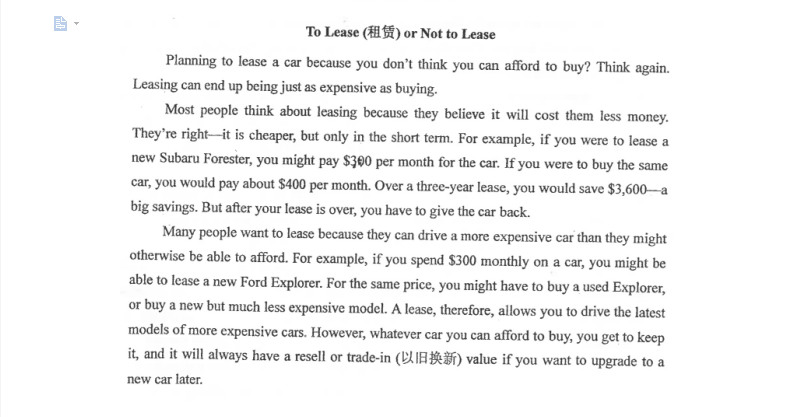 To Lease (租赁) or Not to Lease
Planning to lease a car because you don't think you can afford to buy? Think again.
Leasing can end up being just as expensive as buying.
Most people think about leasing because they believe it will cost them less money.
They're right—it is cheaper, but only in the short term. For example, if you were to lease a
new Subaru Forester, you might pay $300 per month for the car. If you were to buy the same
car, you would pay about $400 per month. Over a three-year lease, you would save $3,600—a
big savings. But after your lease is over, you have to give the car back.
Many people want to lease because they can drive a more expensive car than they might
otherwise be able to afford. For example, if you spend $300 monthly on a car, you might be
able to lease a new Ford Explorer. For the same price, you might have to buy a used Explorer,
or buy a new but much less expensive model. A lease, therefore, allows you to drive the latest
models of more expensive cars. However, whatever car you can afford to buy, you get to keep
it, and it will always have a resell or trade-in (以旧换新) value if you want to upgrade to a
new car later.